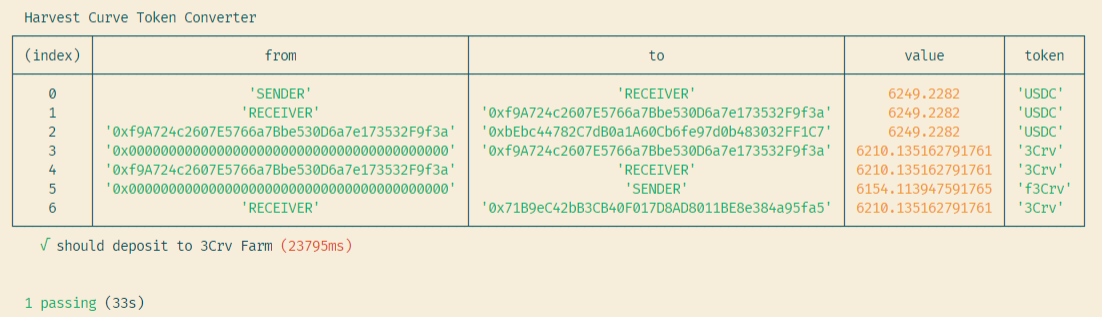 Harvest Curve Token Converter
(index) from to value token
0 'SENDER' 'RECEIVER' 6249.2282 'USDC'
1 'RECEIVER' '0xf9A724c2607E5766a7Bbe530D6a7e173532F9f3a' 6249.2282 'USDC'
2 '0xf9A724c2607E5766a7Bbe530D6a7e173532F9f3a' '0xbEbc44782C7dB0a1A60Cb6fe97d0b483032FF1C7' 6249.2282 'USDC'
3 '0x0000000000000000000000000000000000000000' '0xf9A724c2607E5766a7Bbe530D6a7e173532F9f3a' 6210.135162791761 '3Crv'
4 '0xf9A724c2607E5766a7Bbe530D6a7e173532F9f3a' 'RECEIVER' 6210.135162791761 '3Crv'
5 '0x0000000000000000000000000000000000000000' 'SENDER' 6154.113947591765 'f3Crv'
6 'RECEIVER' '0x71B9eC42bB3CB40F017D8AD8011BE8e384a95fa5' 6210.135162791761 '3Crv'
√ should deposit to 3Crv Farm (23795ms)
1 passing (33s)